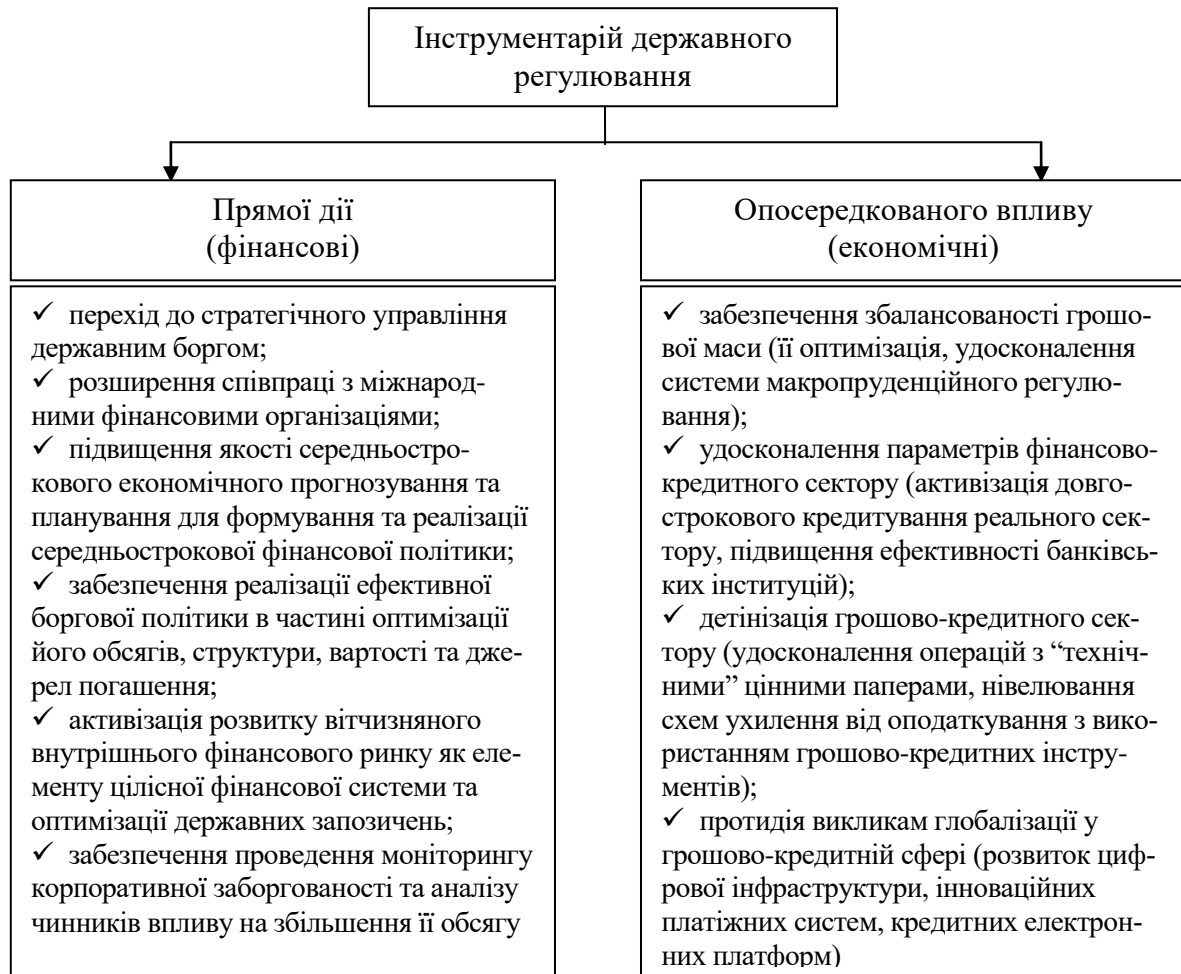 Інструментарій державного
регулювання
Прямої дії
(фінансові)
✓ перехід до стратегічного управління
державним боргом;
✓ розширення співпраці з міжнарод-
ними фінансовими організаціями;
✓ підвищення якості середньостро-
кового економічного прогнозування та
планування для формування та реалізації
середньострокової фінансової політики;
✓ забезпечення реалізації ефективної
боргової політики в частині оптимізації
його обсягів, структури, вартості та дже-
рел погашення;
✓ активізація розвитку вітчизняного
внутрішнього фінансового ринку як еле-
менту цілісної фінансової системи та
оптимізації державних запозичень;
✓ забезпечення проведення моніторингу
корпоративної заборгованості та аналізу
чинників впливу на збільшення її обсягу
Опосередкованого впливу
(економічні)
✓ забезпечення збалансованості грошо-
вої маси (її оптимізація, удосконалення
системи макропруденційного регулю-
вання);
✓ удосконалення параметрів фінансово-
кредитного сектору (активізація довго-
строкового кредитування реального сек-
тору, підвищення ефективності банківсь-
ких інституцій);
✓ детінізація грошово-кредитного сек-
тору (удосконалення операцій з “техніч-
ними” цінними паперами, нівелювання
схем ухилення від оподаткування з вико-
ристанням грошово-кредитних інстру-
ментів);
✓ протидія викликам глобалізації у
грошово-кредитній сфері (розвиток циф-
рової інфраструктури, інноваційних
платіжних систем, кредитних електрон-
них платформ)